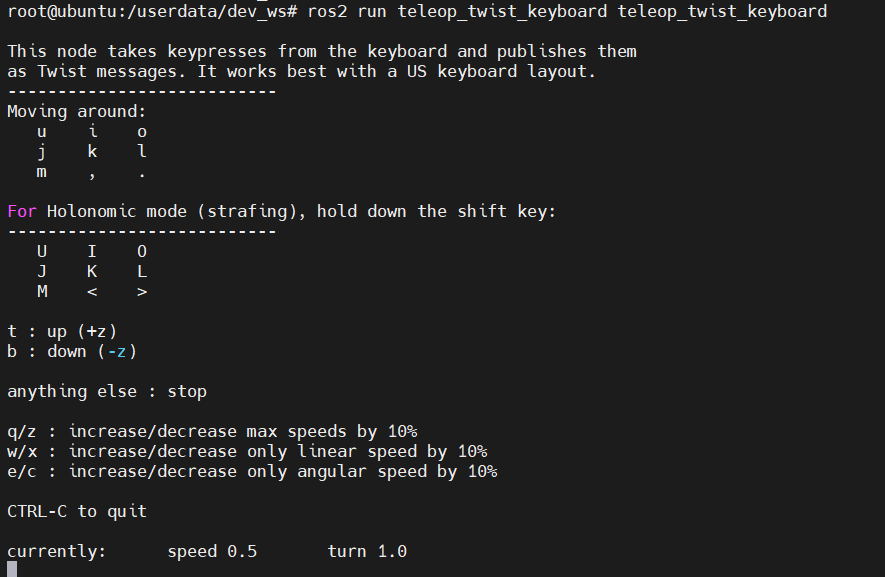 root@ubuntu:/userdata/dev_ws# ros2 run teleop_twist_keyboard teleop_twist_keyboard
This node takes keypresses from the keyboard and publishes them
as Twist messages. It works best with a US keyboard layout.
---------------------------
Moving around:
   u    i    o
   j    k    l
   m    ,    .
For Holonomic mode (strafing), hold down the shift key:
---------------------------
   U    I    O
   J    K    L
   M    <    >
t : up (+z)
b : down (-z)
anything else : stop
q/z : increase/decrease max speeds by 10%
w/x : increase/decrease only linear speed by 10%
e/c : increase/decrease only angular speed by 10%
CTRL-C to quit
currently:      speed 0.5       turn 1.0